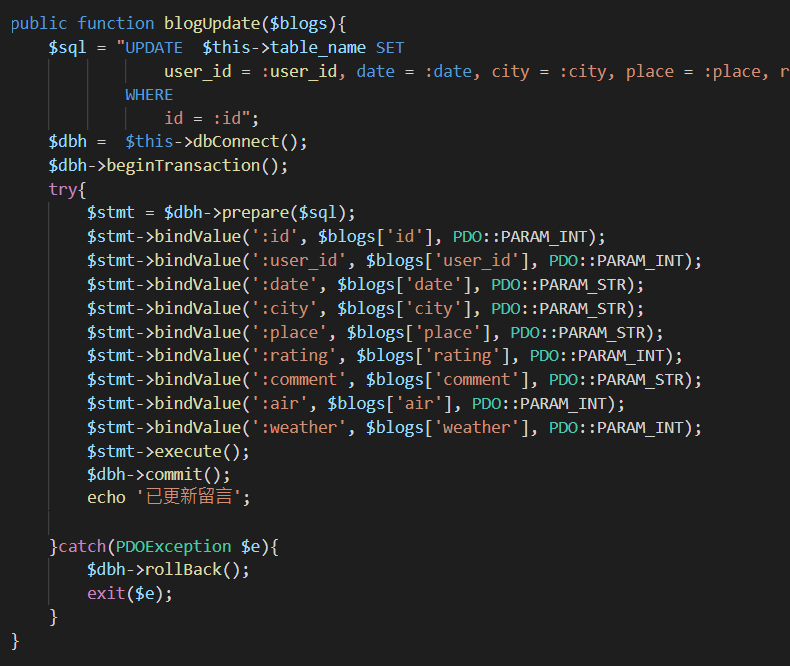 public function blogUpdate($blogs){
$sql = "UPDATE  $this->table_name SET
user_id = :user_id, date = :date, city = :city, place = :place, r
WHERE
id = :id";
$dbh =  $this->dbConnect();
$dbh->beginTransaction();
try{
$stmt = $dbh->prepare($sql);
$stmt->bindValue(':id', $blogs['id'], PDO::PARAM_INT);
$stmt->bindValue(':user_id', $blogs['user_id'], PDO::PARAM_INT);
$stmt->bindValue(':date', $blogs['date'], PDO::PARAM_STR);
$stmt->bindValue(':city', $blogs['city'], PDO::PARAM_STR);
$stmt->bindValue(':place', $blogs['place'], PDO::PARAM_STR);
$stmt->bindValue(':rating', $blogs['rating'], PDO::PARAM_INT);
$stmt->bindValue(':comment', $blogs['comment'], PDO::PARAM_STR);
$stmt->bindValue(':air', $blogs['air'], PDO::PARAM_INT);
$stmt->bindValue(':weather', $blogs['weather'], PDO::PARAM_INT);
$stmt->execute();
$dbh->commit();
echo '已更新留言';
}catch(PDOException $e){
$dbh->rollBack();
exit($e);
}
}